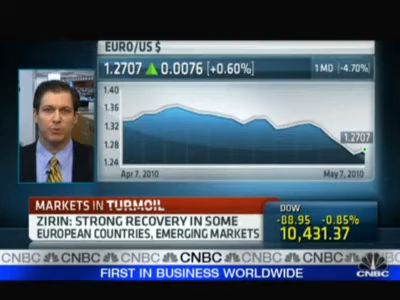 EURO/US $
1.2707 0.0076 [+0.60%] 1 MO -4.70%]
1.40
1.36
1.32
1.28
1.24
1.2707
Apr 7, 2010 May 7, 2010
MARKETS IN TURMOIL
ZIRIN: STRONG RECOVERY IN SOME
EUROPEAN COUNTRIES, EMERGING MARKETS
DOW
-88.95 -0.85%
10,431.37
CNBC CNBC CNBC CNBC CNBC CNBC CNBC
FIRST IN BUSINESS WORLDWIDE
CNBC